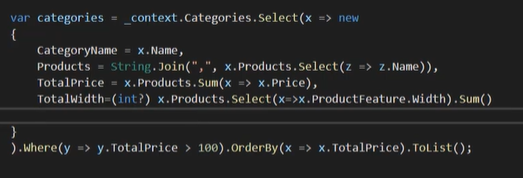 var categories = _context.Categories.Select(x => new
{
CategoryName = x.Name,
Products = String.Join(",", x.Products.Select(z => z.Name)),
TotalPrice = x.Products.Sum(x => x.Price),
TotalWidth=(int?) x.Products.Select(x=>x.ProductFeature.Width).Sum()
}
).Where(y => y.TotalPrice > 100).OrderBy(x => x.TotalPrice).ToList();